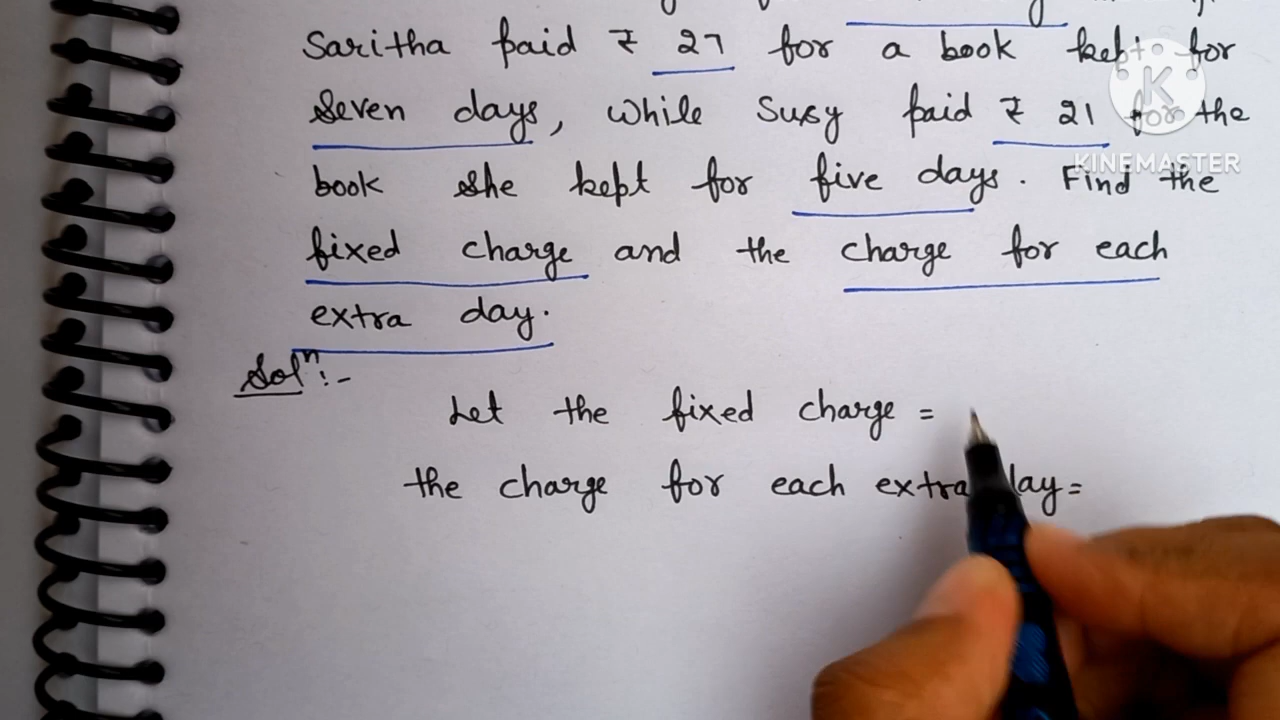 Saritha paid ₹ 27 for a book kept for
seven days, while Susy paid ₹ 21 for the
book she kept for five days. Find the
fixed charge and the charge for each
extra day.
Solⁿ:-
Let the fixed charge =
the charge for each extra day=
K
KINEMASTER